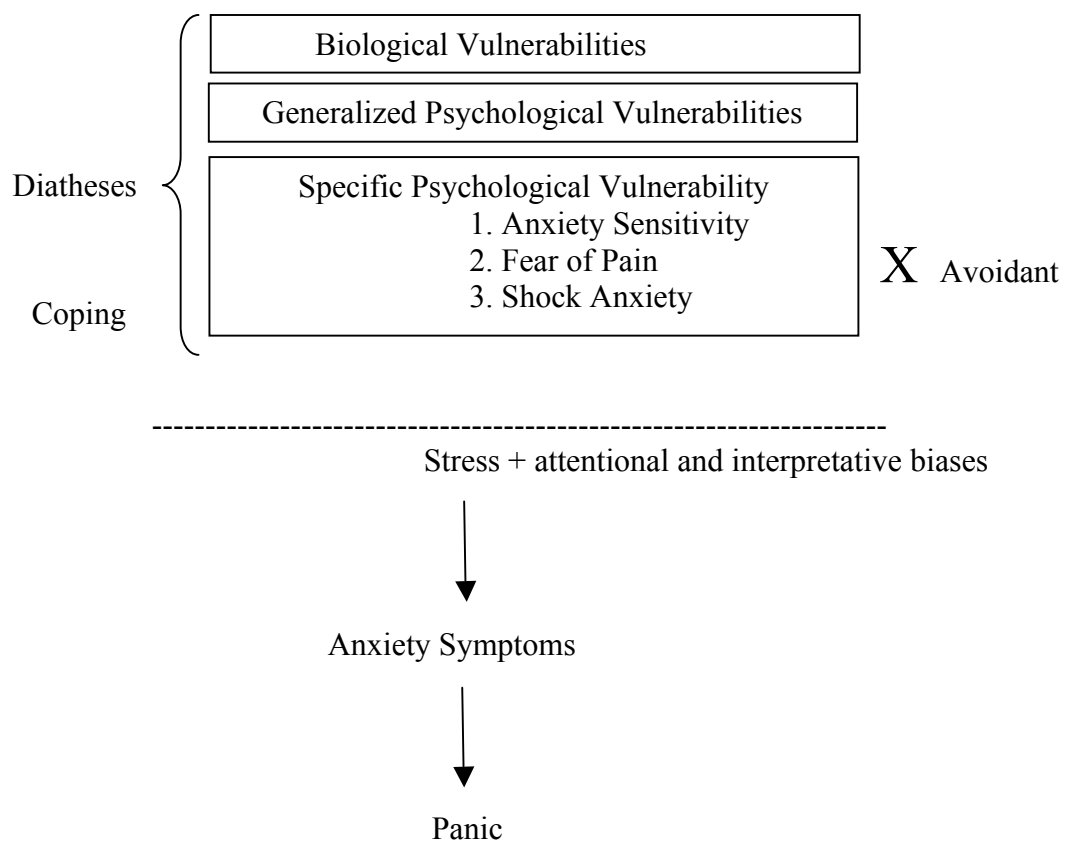 Biological Vulnerabilities
Generalized Psychological Vulnerabilities
Diatheses
Specific Psychological Vulnerability
1. Anxiety Sensitivity
2. Fear of Pain
3. Shock Anxiety
X Avoidant
Coping
Stress + attentional and interpretative biases
Anxiety Symptoms
Panic